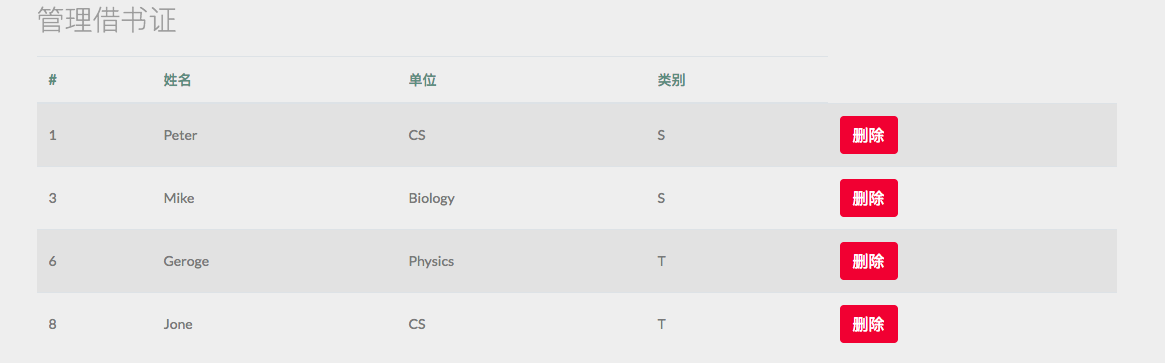 管理借书证
# 姓名 单位 类别
1 Peter CS S 删除
3 Mike Biology S 删除
6 Geroge Physics T 删除
8 Jone CS T 删除